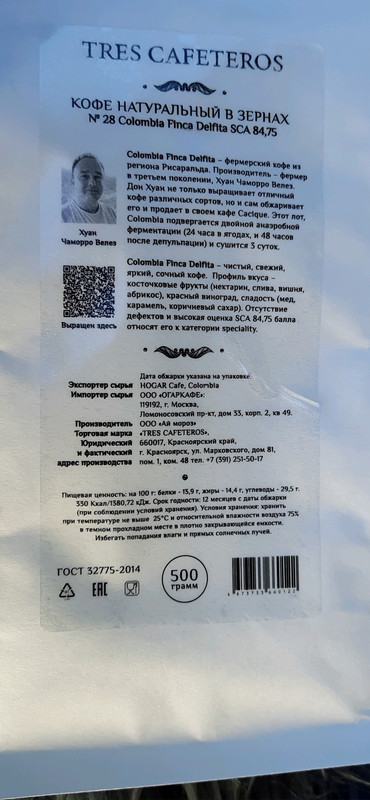 TRES CAFETEROS
КОФЕ НАТУРАЛЬНЫЙ В ЗЕРНАХ
№ 28 Colombia Finca Delfita SCA 84,75
Colombia Finca Delfita – фермерский кофе из
региона Рисаральда. Производитель – фермер
в третьем поколении, Хуан Чаморро Велез.
Дон Хуан не только выращивает отличный
кофе различных сортов, но и сам обжаривает
его и продает в своем кафе Cacique. Этот лот,
Colombia подвергся двойной анаэробной
ферментации (24 часа в ягодах, и 48 часов
после депульпации) и сушится 3 суток.
Хуан
Чаморро Велез
Colombia Finca Delfita – чистый, свежий,
яркий, сочный кофе. Профиль вкуса –
косточковые фрукты (нектарин, слива, вишня,
абрикос), красный виноград, сладость (мед,
карамель, коричневый сахар). Отсутствие
дефектов и высокая оценка SCA 84,75 балла
относят его к категории speciality.
Выращен здесь
Дата обжарки указана на упаковке.
Экспортер сырья HOGAR Cafe, Colombia
Импортер сырья ООО «ОГАРКАФЕ»:
119192, г. Москва,
Ломоносовский пр-кт, дом 33, корп. 2, кв 49.
Производитель ООО «Ай мороз»
Торговая марка «TRES CAFETEROS»,
Юридический 660017, Красноярский край,
и фактический г. Красноярск, ул. Марковского, дом 81,
адрес производства пом. 1, ком. 48 тел. +7 (391) 251-50-17
Пищевая ценность: на 100 г: белки - 13,9 г, жиры - 14,4 г, углеводы - 29,5 г.
330 Ккал/1380,72 кДж. Срок годности: 12 месяцев с даты обжарки
(при соблюдении условий хранения). Условия хранения: хранить
при температуре не выше 25°С и относительной влажности воздуха 75%
в темном прохладном месте в плотно закрывающейся емкости.
Избегать попадания влаги и прямых солнечных лучей.
ГОСТ 32775-2014
EAC
500
грамм